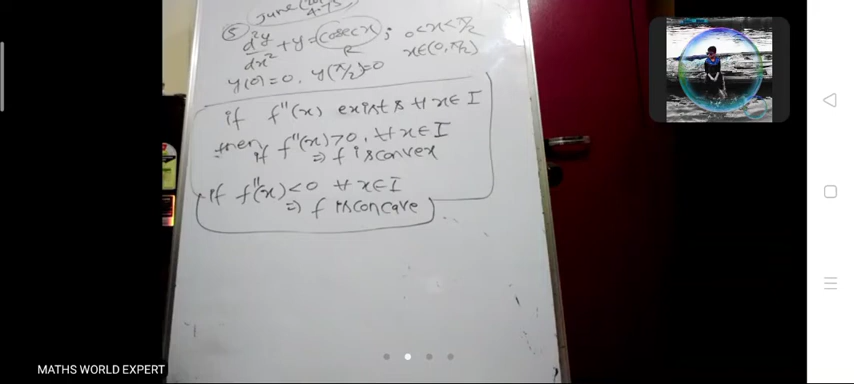 June
⑤ d²y/dx² + y = cosec x ; 0<x<π/2
x∈(0,π/2)
y(0)=0, y(π/2)=0
if f''(x) exists ∀ x∈I
then if f''(x)>0, ∀ x∈I
⇒ f is convex
if f''(x)<0 ∀ x∈I
⇒ f is concave
MATHS WORLD EXPERT